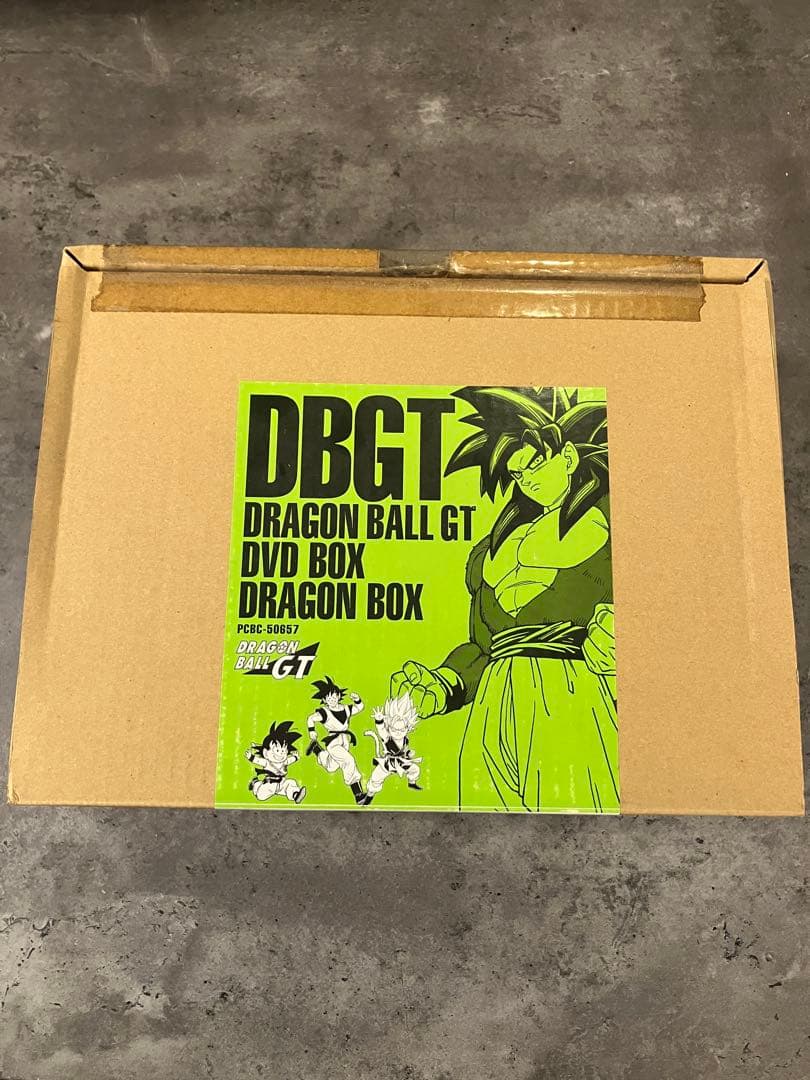 DBGT
DRAGON BALL GT
DVD BOX
DRAGON BOX
PCBC-50657
DRAGON
BALL GT